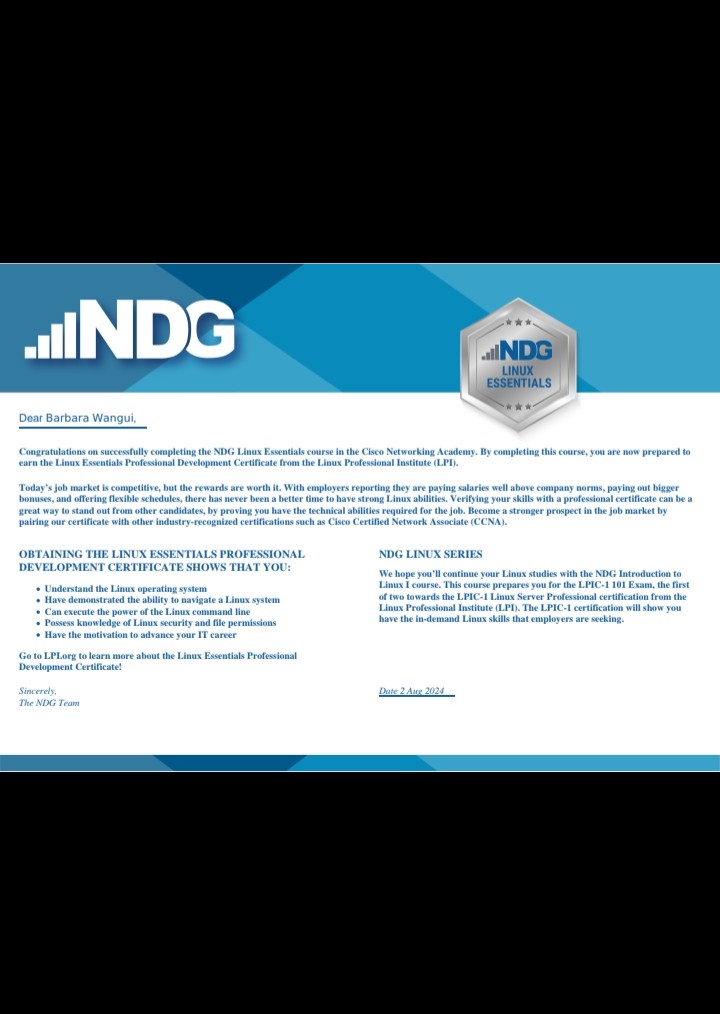 NDG
NDG
LINUX
ESSENTIALS
Dear Barbara Wangui,
Congratulations on successfully completing the NDG Linux Essentials course in the Cisco Networking Academy. By completing this course, you are now prepared to
earn the Linux Essentials Professional Development Certificate from the Linux Professional Institute (LPI).
Today's job market is competitive, but the rewards are worth it. With employers reporting they are paying salaries well above company norms, paying out bigger
bonuses, and offering flexible schedules, there has never been a better time to have strong Linux abilities. Verifying your skills with a professional certificate can be a
great way to stand out from other candidates, by proving you have the technical abilities required for the job. Become a stronger prospect in the job market by
pairing our certificate with other industry-recognized certifications such as Cisco Certified Network Associate (CCNA).
OBTAINING THE LINUX ESSENTIALS PROFESSIONAL
DEVELOPMENT CERTIFICATE SHOWS THAT YOU:
• Understand the Linux operating system
• Have demonstrated the ability to navigate a Linux system
• Can execute the power of the Linux command line
• Possess knowledge of Linux security and file permissions
• Have the motivation to advance your IT career
Go to LPI.org to learn more about the Linux Essentials Professional
Development Certificate!
Sincerely,
The NDG Team
NDG LINUX SERIES
We hope you'll continue your Linux studies with the NDG Introduction to
Linux I course. This course prepares you for the LPIC-1 101 Exam, the first
of two towards the LPIC-1 Linux Server Professional certification from the
Linux Professional Institute (LPI). The LPIC-1 certification will show you
have the in-demand Linux skills that employers are seeking.
Date 2 Aug 2024